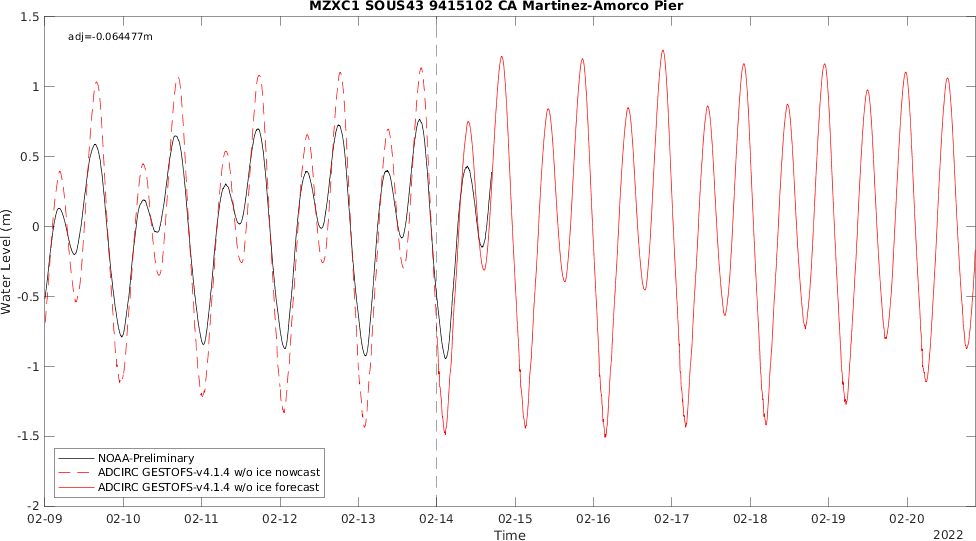 MZXC1 SOUS43 9415102 CA Martinez-Amorco Pier
adj=-0.064477m
1.5
1
0.5
0
-0.5
-1
-1.5
-2
Water Level (m)
NOAA-Preliminary
ADCIRC GESTOFS-v4.1.4 w/o ice nowcast
ADCIRC GESTOFS-v4.1.4 w/o ice forecast
02-09 02-10 02-11 02-12 02-13 02-14 02-15 02-16 02-17 02-18 02-19 02-20
Time
2022